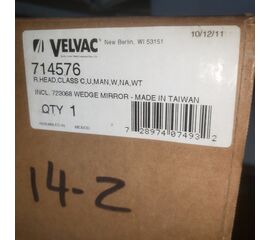 VELVAC
New Berlin, WI 53151
10/12/11
714576
R.HEAD,CLASS C,U,MAN,W,NA,WT
INCL. 723068 WEDGE MIRROR - MADE IN TAIWAN
QTY 1
MEXICO
7 28974 07493 2
14-2